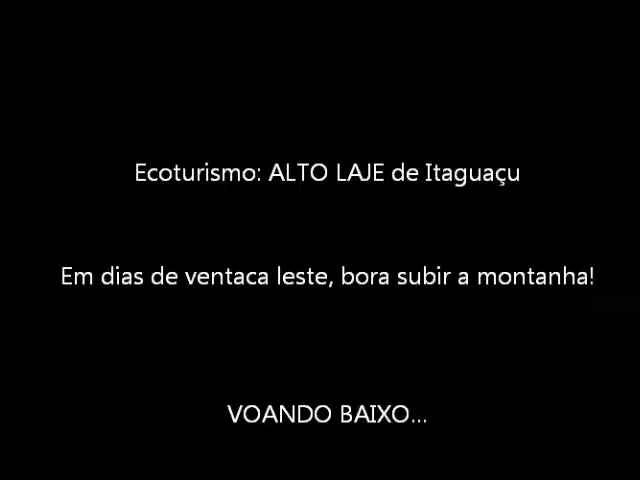 Ecoturismo: ALTO LAJE de Itaguaçu
Em dias de ventaca leste, bora subir a montanha!
VOANDO BAIXO...